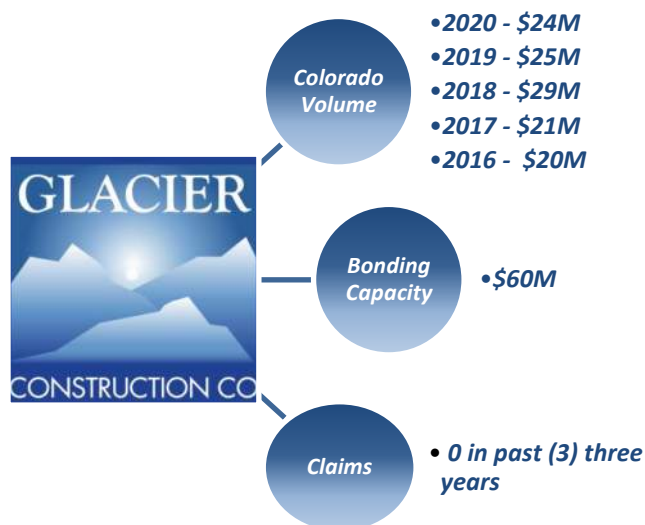 GLACIER
CONSTRUCTION CO
Colorado
Volume
•2020 - $24M
•2019 - $25M
•2018 - $29M
•2017 - $21M
•2016 - $20M
Bonding
Capacity
•$60M
Claims
• 0 in past (3) three
years